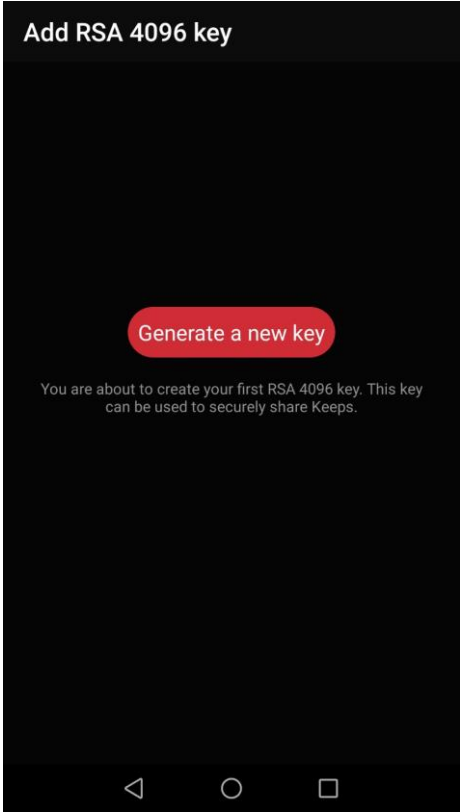 Add RSA 4096 key
Generate a new key
You are about to create your first RSA 4096 key. This key
can be used to securely share Keeps.